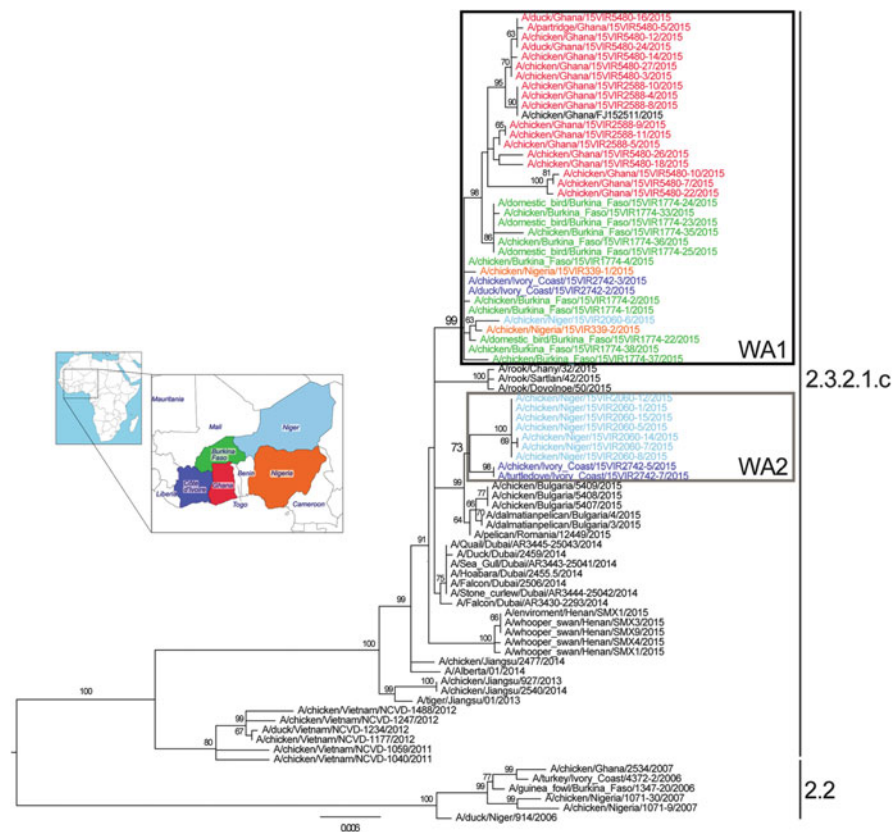 A/duck/Ghana/15VIR5480-16/2015
A/partridge/Ghana/15VIR5480-5/2015
63
A/chicken/Ghana/15VIR5480-12/2015
A/duck/Ghana/15VIR5480-24/2015
A/chicken/Ghana/15VIR5480-14/2015
70
A/chicken/Ghana/15VIR5480-27/2015
A/chicken/Ghana/15VIR5480-3/2015
95
A/chicken/Ghana/15VIR2588-10/2015
A/chicken/Ghana/15VIR2588-4/2015
90
A/chicken/Ghana/15VIR2588-8/2015
A/chicken/Ghana/FJ152511/2015
65
A/chicken/Ghana/15VIR2588-9/2015
A/chicken/Ghana/15VIR2588-11/2015
A/chicken/Ghana/15VIR2588-5/2015
A/chicken/Ghana/15VIR5480-26/2015
A/chicken/Ghana/15VIR5480-18/2015
81
A/chicken/Ghana/15VIR5480-10/2015
100
A/chicken/Ghana/15VIR5480-7/2015
98
A/chicken/Ghana/15VIR5480-22/2015
A/domestic_bird/Burkina_Faso/15VIR1774-24/2015
A/chicken/Burkina_Faso/15VIR1774-33/2015
A/domestic_bird/Burkina_Faso/15VIR1774-23/2015
A/chicken/Burkina_Faso/15VIR1774-35/2015
86
A/chicken/Burkina_Faso/15VIR1774-36/2015
A/domestic_bird/Burkina_Faso/15VIR1774-25/2015
A/chicken/Burkina_Faso/15VIR1774-4/2015
A/chicken/Nigeria/15VIR339-1/2015
A/chicken/Ivory_Coast/15VIR2742-3/2015
A/duck/Ivory_Coast/15VIR2742-2/2015
A/chicken/Burkina_Faso/15VIR1774-2/2015
A/chicken/Burkina_Faso/15VIR1774-1/2015
99
63
A/chicken/Niger/15VIR2060-6/2015
A/chicken/Nigeria/15VIR339-2/2015
A/domestic_bird/Burkina_Faso/15VIR1774-22/2015
A/chicken/Burkina_Faso/15VIR1774-38/2015
A/chicken/Burkina_Faso/15VIR1774-37/2015
WA1
A/rook/Chany/32/2015
100
A/rook/Sartlan/42/2015
A/rook/Dovolnoe/50/2015
2.3.2.1.c
A/chicken/Niger/15VIR2060-12/2015
A/chicken/Niger/15VIR2060-1/2015
A/chicken/Niger/15VIR2060-15/2015
A/chicken/Niger/15VIR2060-5/2015
100
A/chicken/Niger/15VIR2060-14/2015
69
A/chicken/Niger/15VIR2060-7/2015
73
A/chicken/Niger/15VIR2060-8/2015
98
A/chicken/Ivory_Coast/15VIR2742-5/2015
A/turtledove/Ivory_Coast/15VIR2742-7/2015
WA2
99
A/chicken/Bulgaria/5409/2015
77
A/chicken/Bulgaria/5408/2015
66
A/chicken/Bulgaria/5407/2015
70
A/dalmatianpelican/Bulgaria/4/2015
64
A/dalmatianpelican/Bulgaria/3/2015
A/pelican/Romania/12449/2015
91
A/Quail/Dubai/AR3445-25043/2014
A/Duck/Dubai/2459/2014
A/Sea_Gull/Dubai/AR3443-25041/2014
A/Hoabara/Dubai/2455.5/2014
75
A/Falcon/Dubai/2506/2014
A/Stone_curlew/Dubai/AR3444-25042/2014
99
A/Falcon/Dubai/AR3430-2293/2014
A/enviroment/Henan/SMX1/2015
66
A/whooper_swan/Henan/SMX3/2015
A/whooper_swan/Henan/SMX9/2015
100
A/whooper_swan/Henan/SMX4/2015
100
A/whooper_swan/Henan/SMX1/2015
A/chicken/Jiangsu/2477/2014
A/Alberta/01/2014
100
A/chicken/Jiangsu/927/2013
99
A/chicken/Jiangsu/2540/2014
A/tiger/Jiangsu/01/2013
100
A/chicken/Vietnam/NCVD-1488/2012
99
A/chicken/Vietnam/NCVD-1247/2012
67
A/duck/Vietnam/NCVD-1234/2012
A/chicken/Vietnam/NCVD-1177/2012
80
A/chicken/Vietnam/NCVD-1059/2011
A/chicken/Vietnam/NCVD-1040/2011
99
A/chicken/Ghana/2534/2007
77
A/turkey/Ivory_Coast/4372-2/2006
A/guinea_fowl/Burkina_Faso/1347-20/2006
2.2
99
A/chicken/Nigeria/1071-30/2007
100
A/chicken/Nigeria/1071-9/2007
A/duck/Niger/914/2006
0.006
Mauritania
Mali
Niger
Burkina
Faso
Benin
Nigeria
Ghana
Liberia
Togo
Cameroon